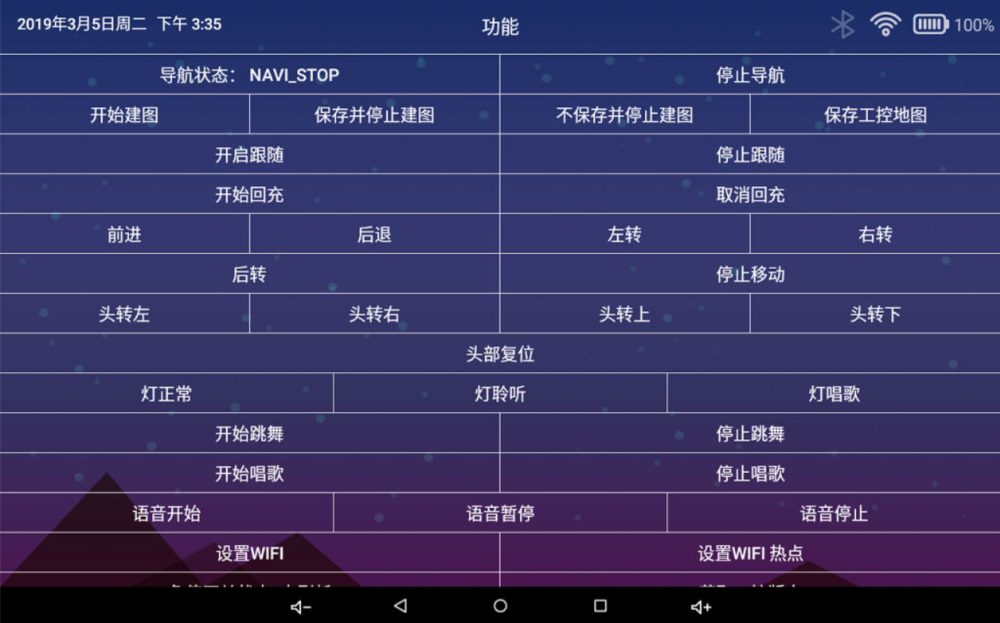 2019年3月5日周二 下午 3:35 功能 100%
导航状态： NAVI_STOP 停止导航
开始建图 保存并停止建图 不保存并停止建图 保存工控地图
开启跟随 停止跟随
开始回充 取消回充
前进 后退 左转 右转
后转 停止移动
头转左 头转右 头转上 头转下
头部复位
灯正常 灯聆听 灯唱歌
开始跳舞 停止跳舞
开始唱歌 停止唱歌
语音开始 语音暂停 语音停止
设置WIFI 设置WIFI 热点